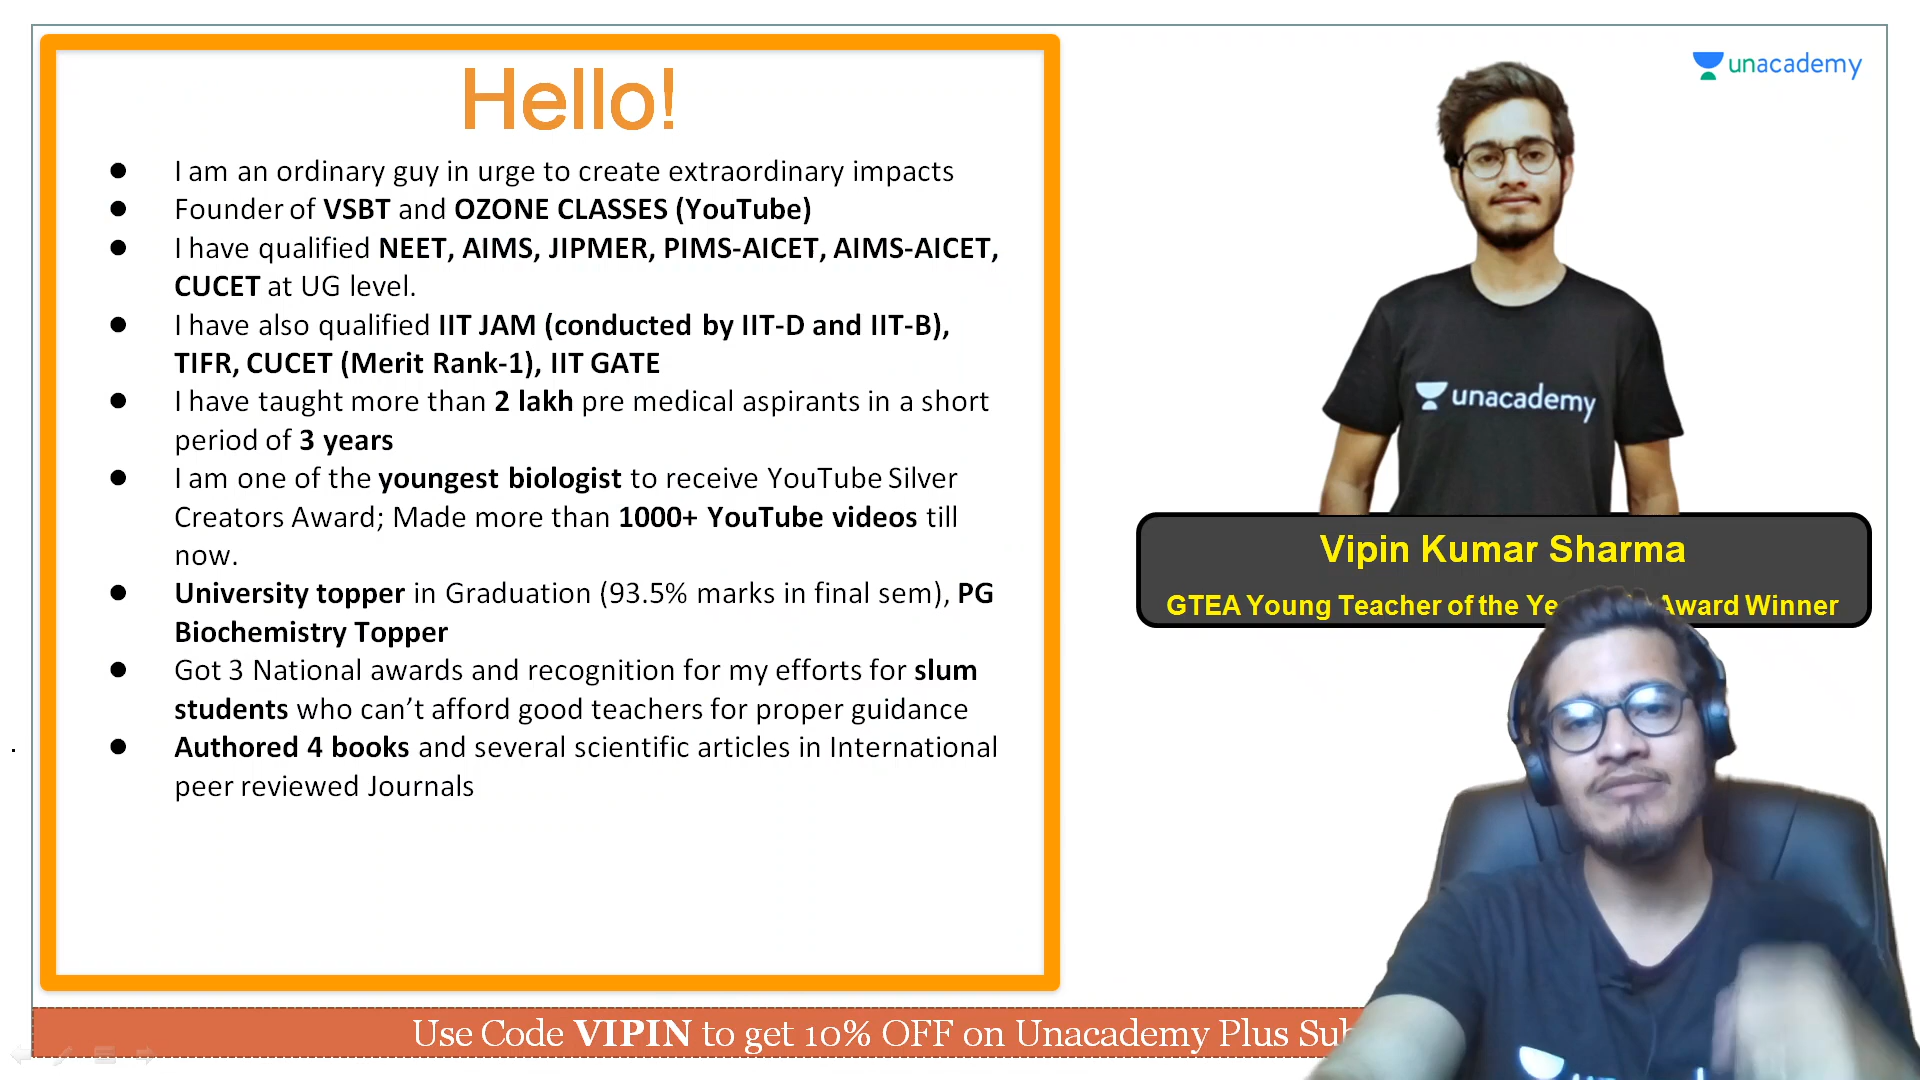 Hello!
unacademy
I am an ordinary guy in urge to create extraordinary impacts
Founder of VSBT and OZONE CLASSES (YouTube)
I have qualified NEET, AIMS, JIPMER, PIMS-AICET, AIMS-AICET,
CUCET at UG level.
I have also qualified IIT JAM (conducted by IIT-D and IIT-B),
TIFR, CUCET (Merit Rank-1), IIT GATE
I have taught more than 2 lakh pre medical aspirants in a short
period of 3 years
I am one of the youngest biologist to receive YouTube Silver
Creators Award; Made more than 1000+ YouTube videos till
now.
University topper in Graduation (93.5% marks in final sem), PG
Biochemistry Topper
Got 3 National awards and recognition for my efforts for slum
students who can’t afford good teachers for proper guidance
Authored 4 books and several scientific articles in International
peer reviewed Journals
unacademy
Vipin Kumar Sharma
GTEA Young Teacher of the Award Winner
Use Code VIPIN to get 10% OFF on Unacademy Plus